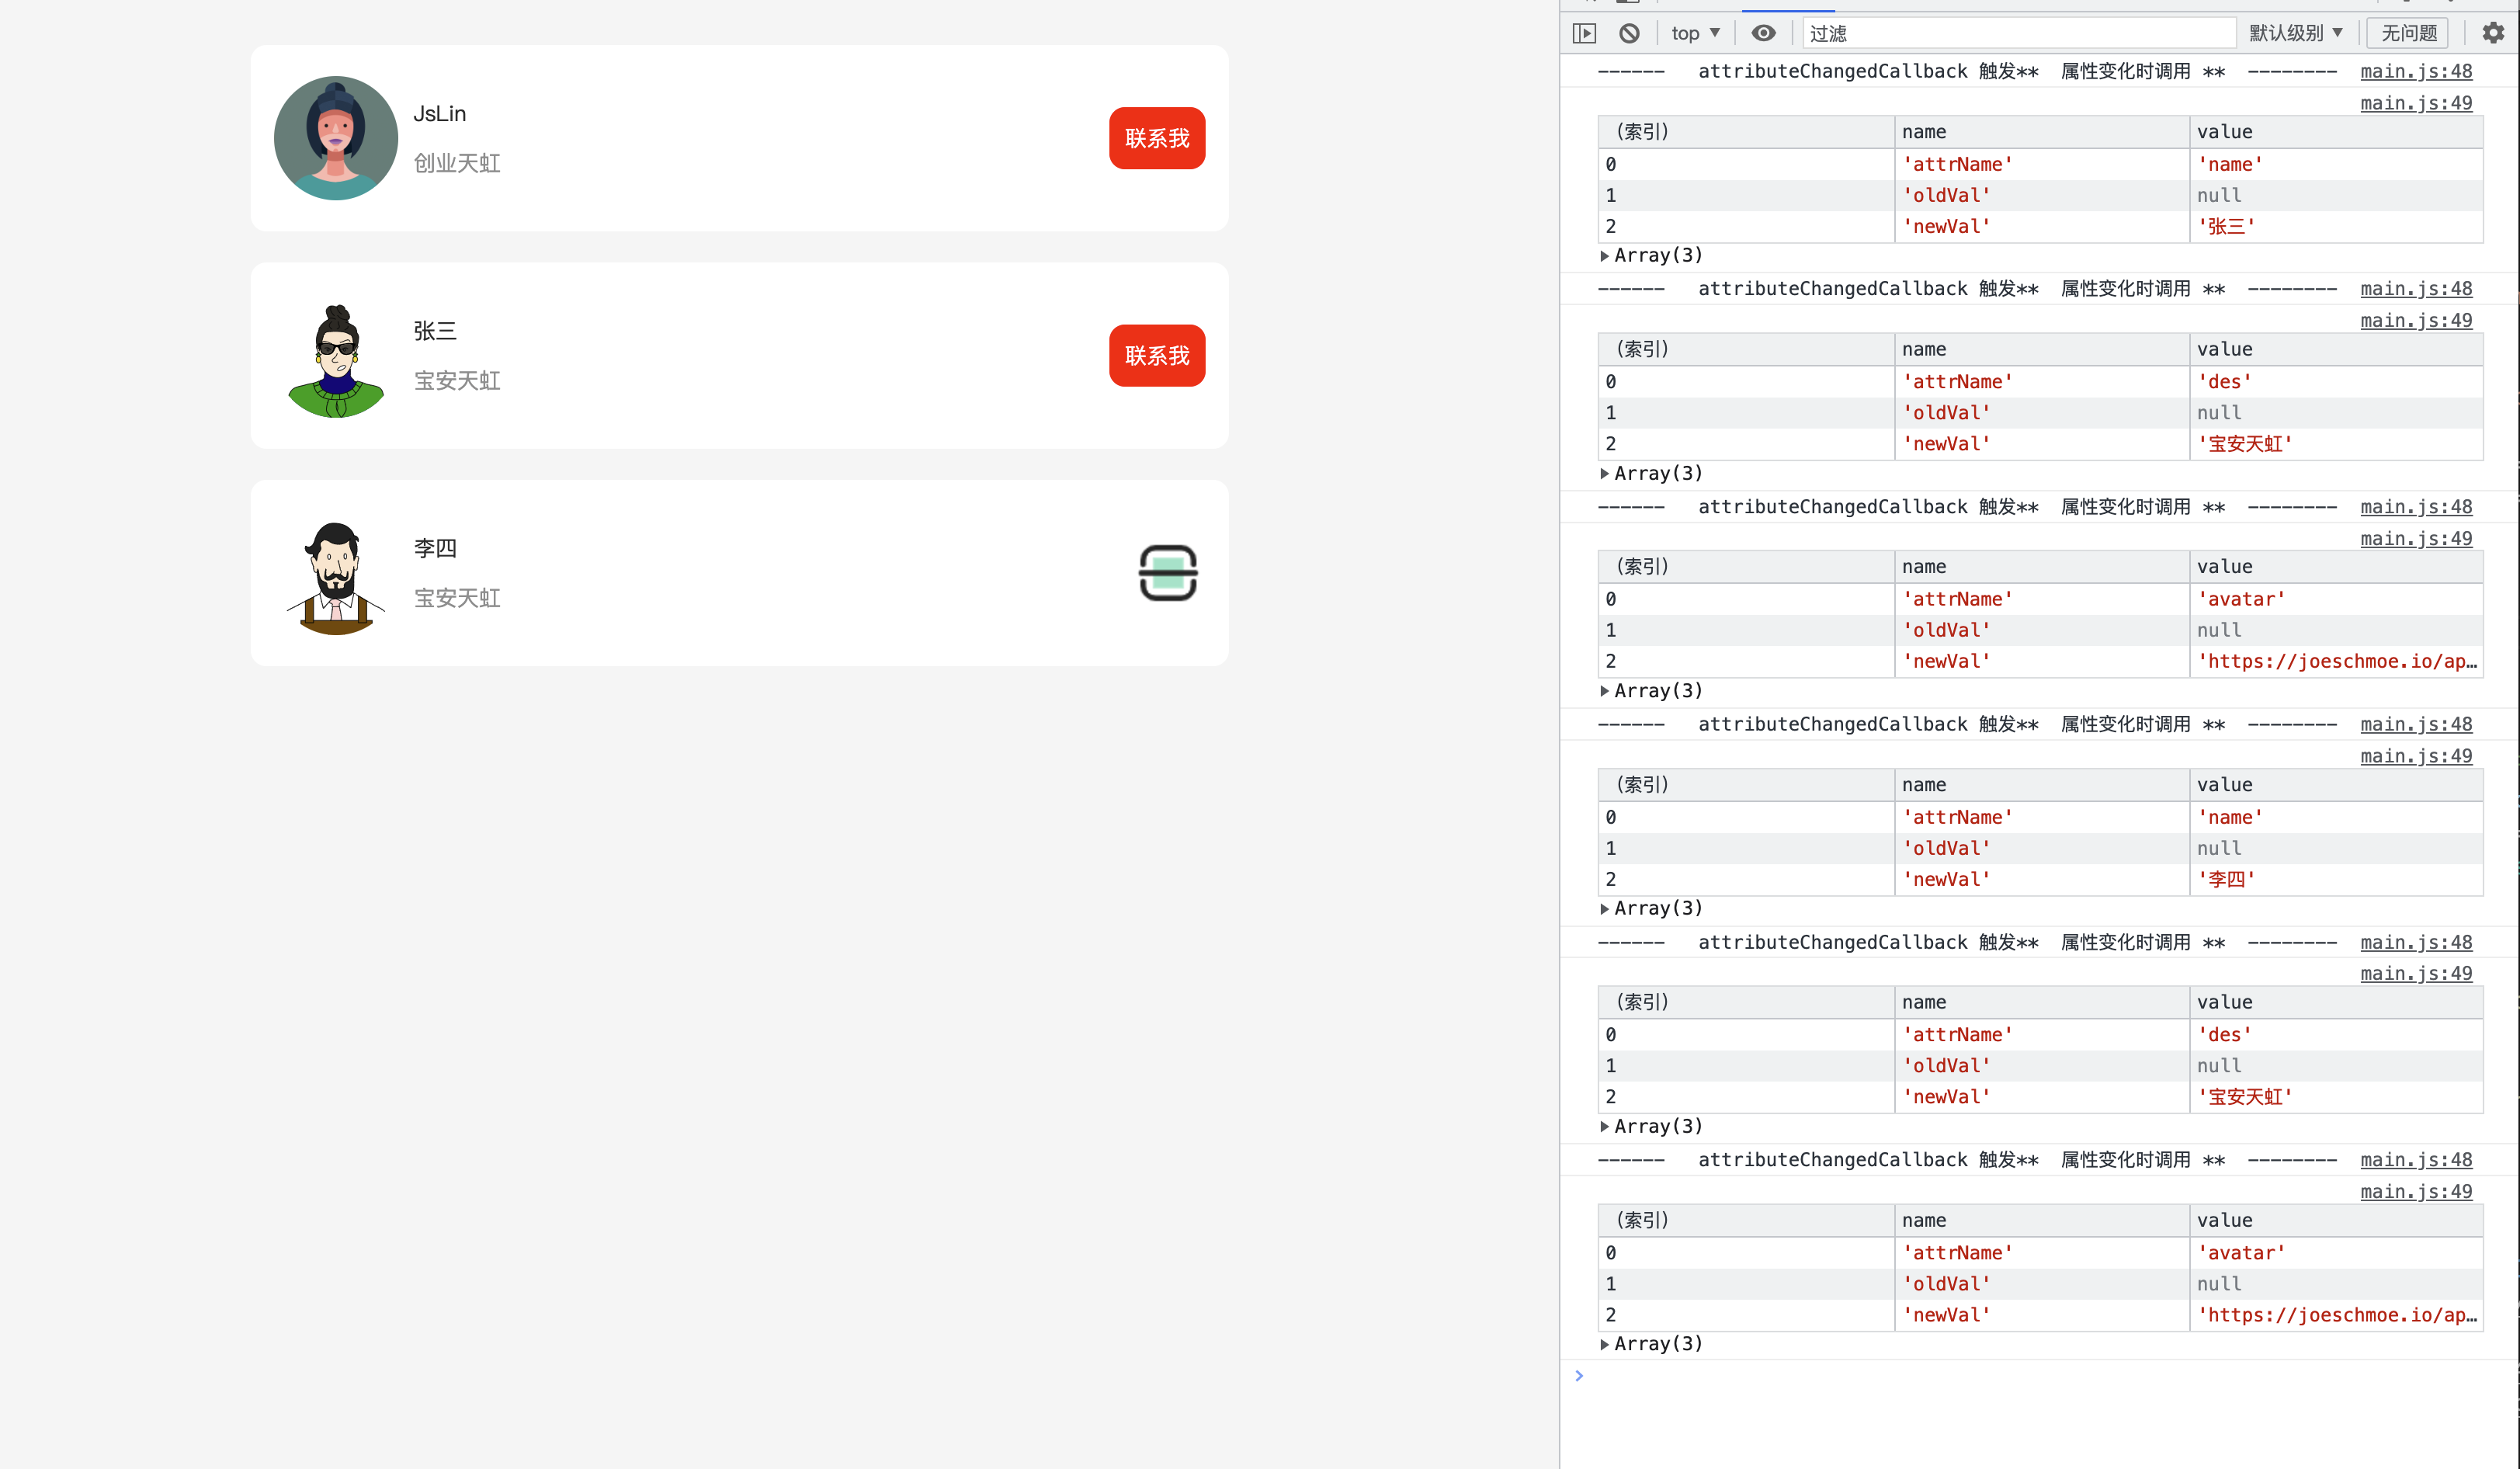 JsLin
创业天虹
联系我
张三
宝安天虹
联系我
李四
宝安天虹
top ▼ 过滤 默认级别 ▼ 无问题
------ attributeChangedCallback 触发** 属性变化时调用 ** -------- main.js:48
main.js:49
(索引) name value
0 'attrName' 'name'
1 'oldVal' null
2 'newVal' '张三'
▶Array(3)
------ attributeChangedCallback 触发** 属性变化时调用 ** -------- main.js:48
main.js:49
(索引) name value
0 'attrName' 'des'
1 'oldVal' null
2 'newVal' '宝安天虹'
▶Array(3)
------ attributeChangedCallback 触发** 属性变化时调用 ** -------- main.js:48
main.js:49
(索引) name value
0 'attrName' 'avatar'
1 'oldVal' null
2 'newVal' 'https://joeschmoe.io/ap…
▶Array(3)
------ attributeChangedCallback 触发** 属性变化时调用 ** -------- main.js:48
main.js:49
(索引) name value
0 'attrName' 'name'
1 'oldVal' null
2 'newVal' '李四'
▶Array(3)
------ attributeChangedCallback 触发** 属性变化时调用 ** -------- main.js:48
main.js:49
(索引) name value
0 'attrName' 'des'
1 'oldVal' null
2 'newVal' '宝安天虹'
▶Array(3)
------ attributeChangedCallback 触发** 属性变化时调用 ** -------- main.js:48
main.js:49
(索引) name value
0 'attrName' 'avatar'
1 'oldVal' null
2 'newVal' 'https://joeschmoe.io/ap…
▶Array(3)